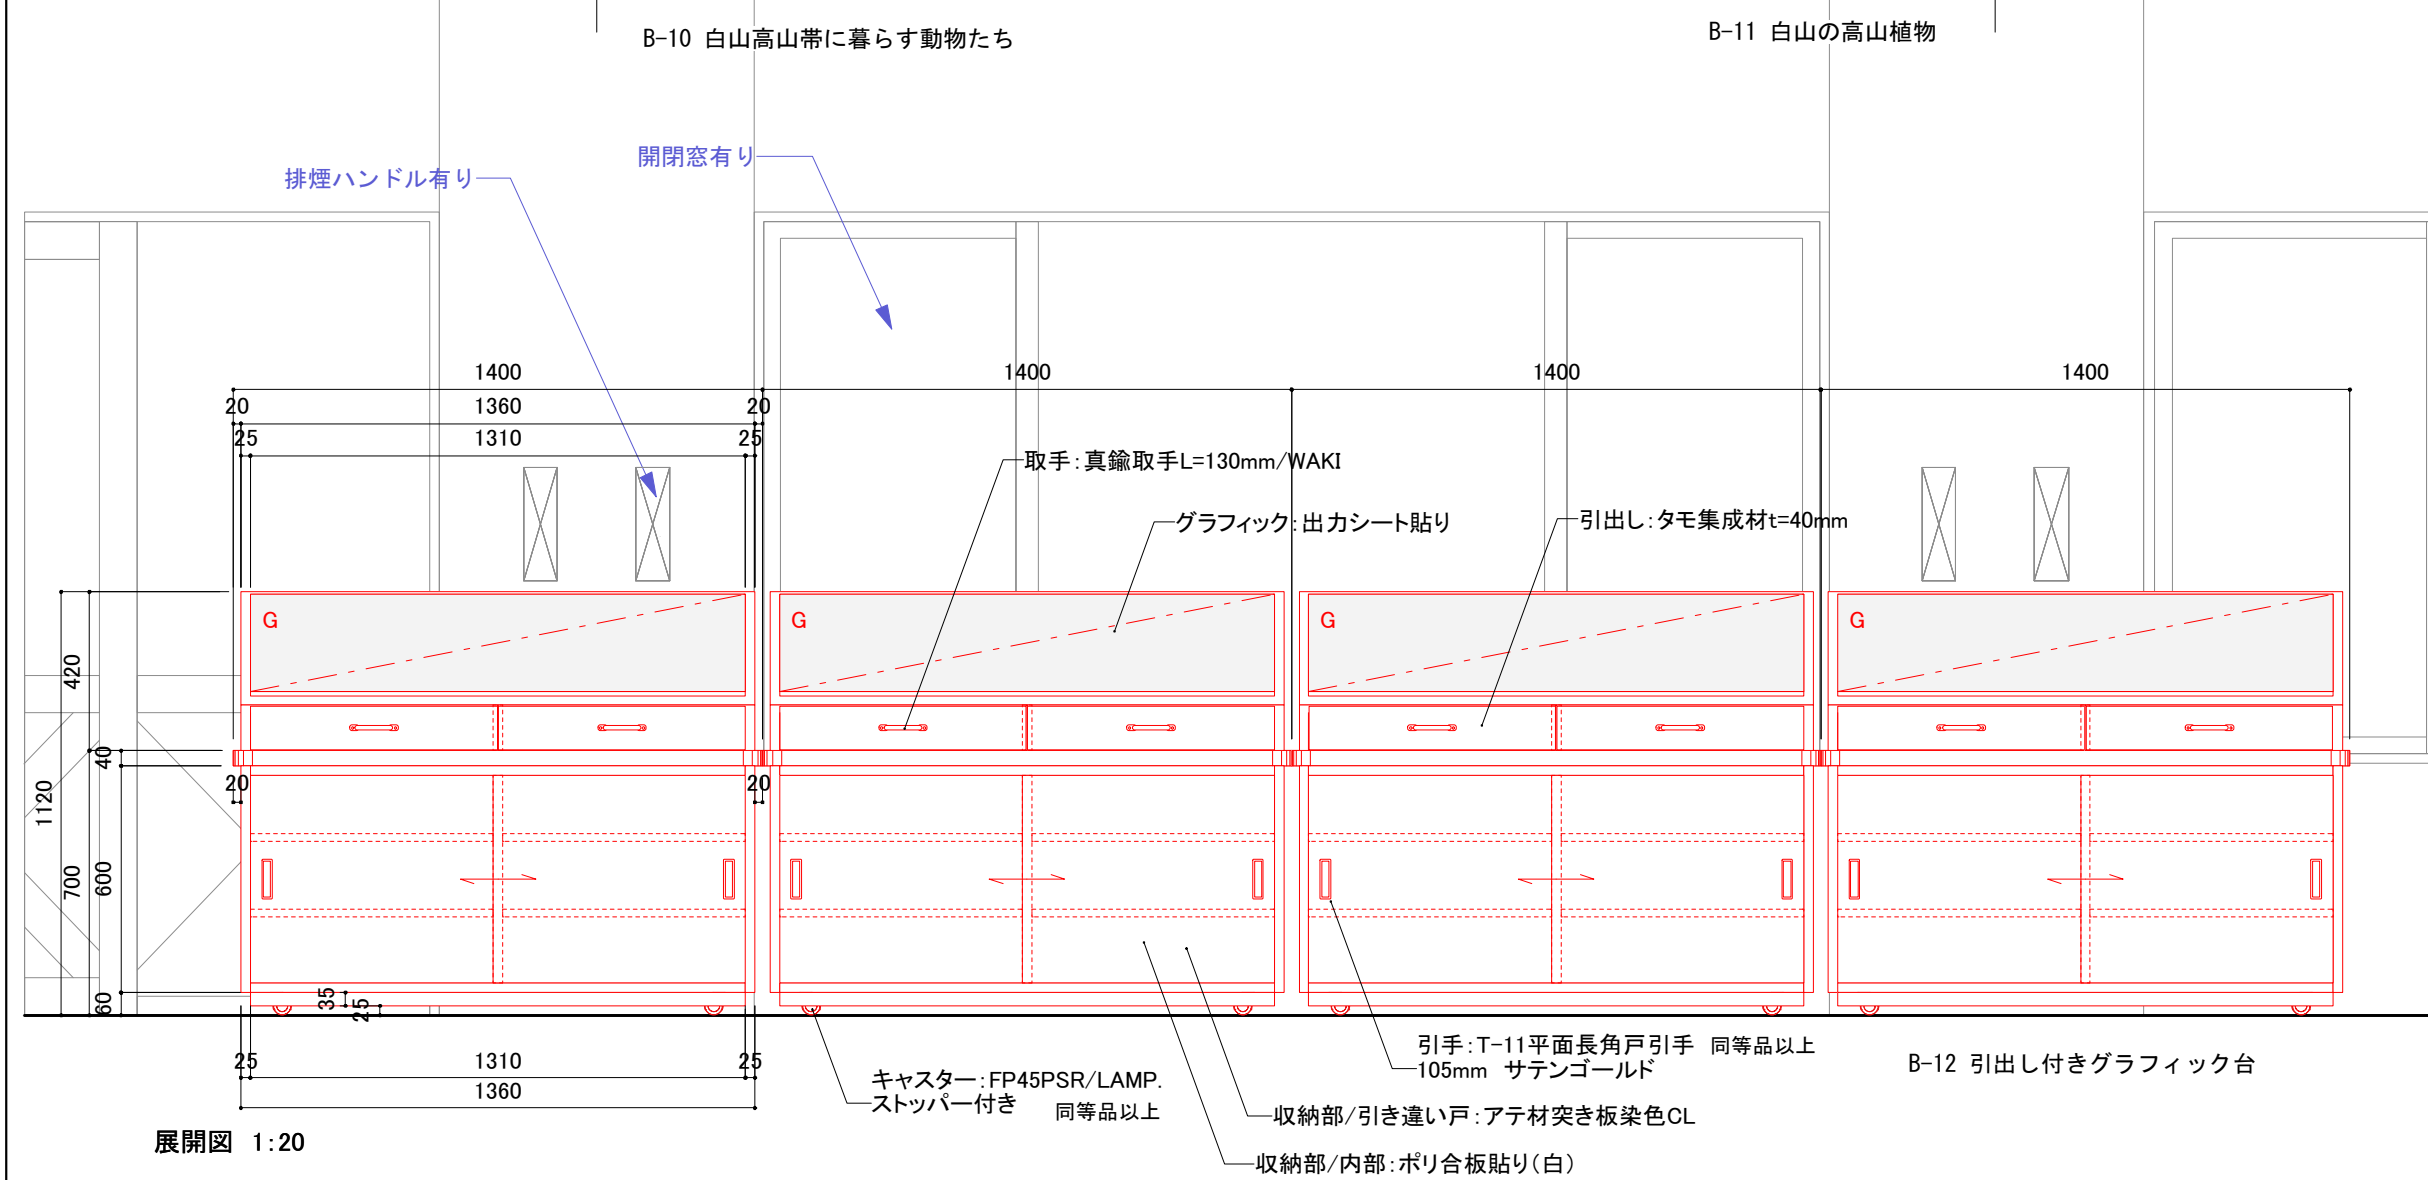 B-10 白山高山帯に暮らす動物たち
B-11 白山の高山植物
開閉窓有り
排煙ハンドル有り
1400
1400
1400
1400
20
1360
20
25
1310
25
取手：真鍮取手L=130mm/WAKI
グラフィック：出力シート貼り
引出し：タモ集成材t=40mm
G
G
G
G
420
40
1120
20
20
700
600
60
35
25
25
1310
25
1360
引手：T-11平面長角戸引手 同等品以上
105mm サテンゴールド
B-12 引出し付きグラフィック台
キャスター：FP45PSR/LAMP.
ストッパー付き 同等品以上
収納部/引き違い戸：アテ材突き板染色CL
展開図 1:20
収納部/内部：ポリ合板貼り（白）